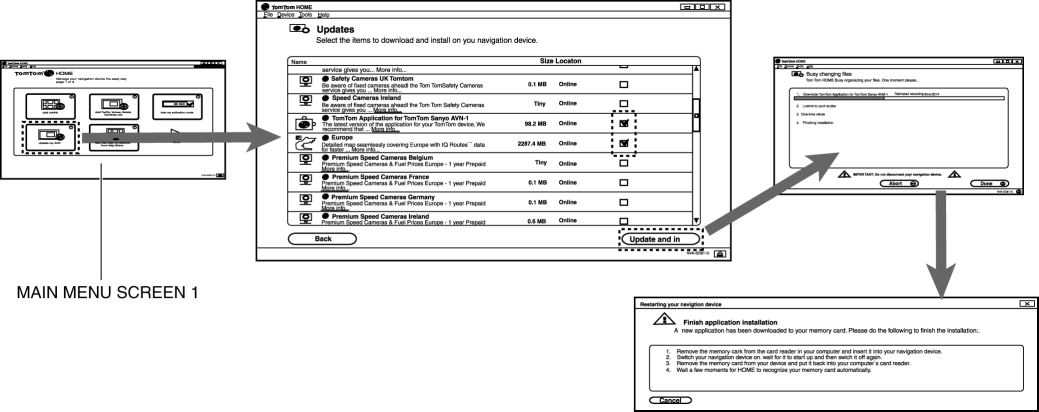 TomTom HOME
TOMTOM HOME
Manage your navigation device the easy way
page 1 of 4
Add traffic, Voices, Safety
Cameras, etc
Use my activation code
Update my AVN
MAIN MENU SCREEN 1
TomTom HOME
File Device Tools Help
Updates
Select the items to download and install on you navigation device.
Name Size Locaton
service gives you... More info...
Safety Cameras UK Tomtom 0.1 MB Online
Be aware of fixed cameras aheadl the Tom TomSafety Cameras
service gives you ... More info...
Speed Cameras Ireland Tiny Online
Be aware of fixed cameras aheadl the Tom TomSafety Cameras
service gives you ... More info...
TomTom Application for TomTom Sanyo AVN-1 98.2 MB Online
The latest version of the application for your TomTom device. We
recommend that ... More info...
Europe 2287.4 MB Online
Detailed map seamlessly covering Europe with IQ Routes¨ data
for faster ... More info...
Premium Speed Cameras Belgium Tiny Online
Premium Speed Cameras & Fuel Prices Europe - 1 year Prepaid
More info...
Premium Speed Cameras France 0.1 MB Online
Premium Speed Cameras & Fuel Prices Europe - 1 year Prepaid
More info...
Premium Speed Cameras Germany 0.1 MB Online
Premium Speed Cameras & Fuel Prices Europe - 1 year Prepaid
More info...
Premium Speed Cameras Ireland 0.6 MB Online
Premium Speed Cameras & Fuel Prices Europe - 1 year Prepaid
Back Update and in
TomTom HOME
Busy changing files
Tom Tom HOME Busy organizing your files. One moment please...
1. Downloads TomTom Application for TomTom Sanyo AVN-1
3. One-time rebate
4. Finishing installation
IMPORTANT: Do not disconnect your navigation device.
Abort Done
Restarting your navigtion device
Finish application installation
A new application has been downloaded to your memory card. Please do the following to finish the installation:.
1. Remove the memory cark from the card reader in your computer and insert it into your navigation device.
2. Switch your navigation device on. wait for it to start up and then swich it off again.
3. Remove the memory card from your device and put it back into your computer`s card reader.
4. Wait a few moments for HOME to recognize your memory card automatically.
Cancel